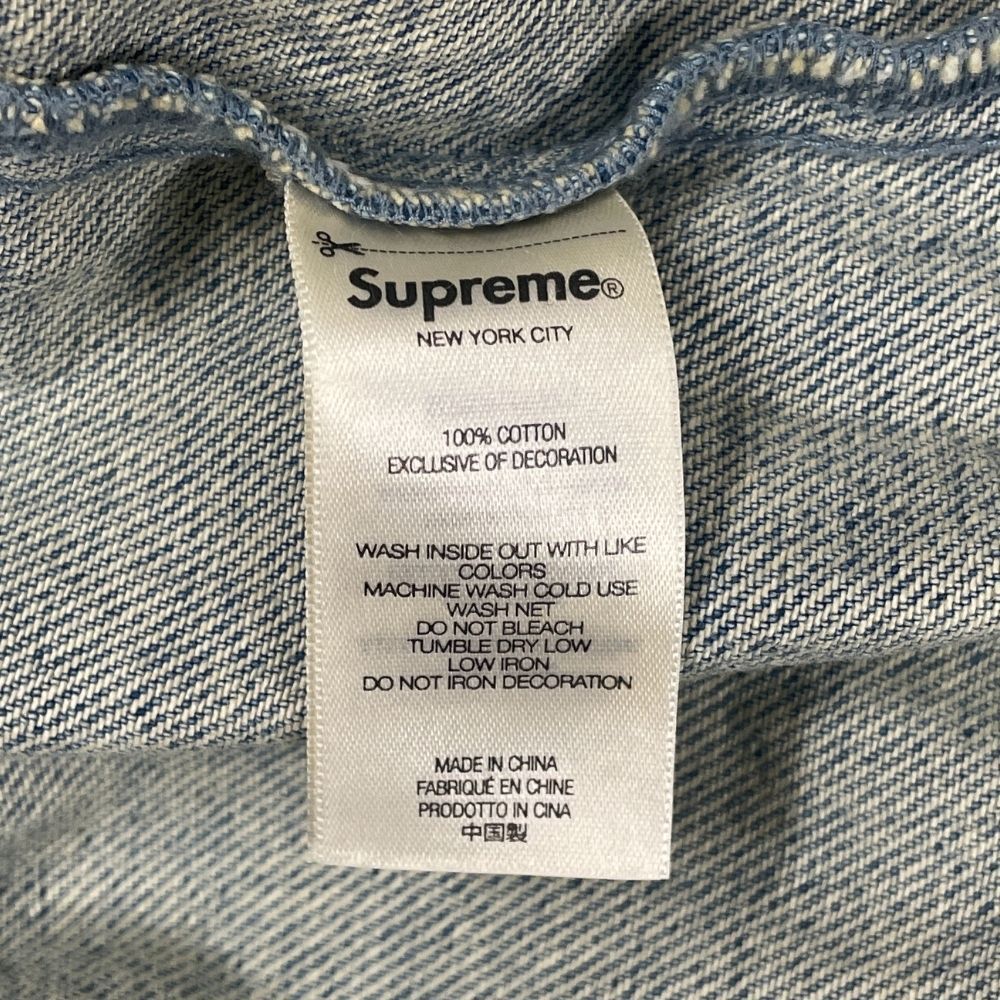 Supreme®
NEW YORK CITY
100% COTTON
EXCLUSIVE OF DECORATION
WASH INSIDE OUT WITH LIKE
COLORS
MACHINE WASH COLD USE
WASH NET
DO NOT BLEACH
TUMBLE DRY LOW
LOW IRON
DO NOT IRON DECORATION
MADE IN CHINA
FABRIQUÉ EN CHINE
PRODOTTO IN CINA
中国製